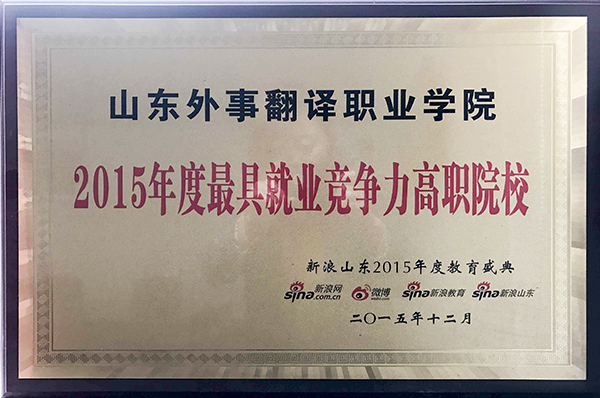 山东外事翻译职业学院
2015年度最具就业竞争力高职院校
新浪山东2015年度教育盛典
sina新浪网 .com.cn 微博 weibo.com sina新浪教育 sina新浪山东
二〇一五年十二月